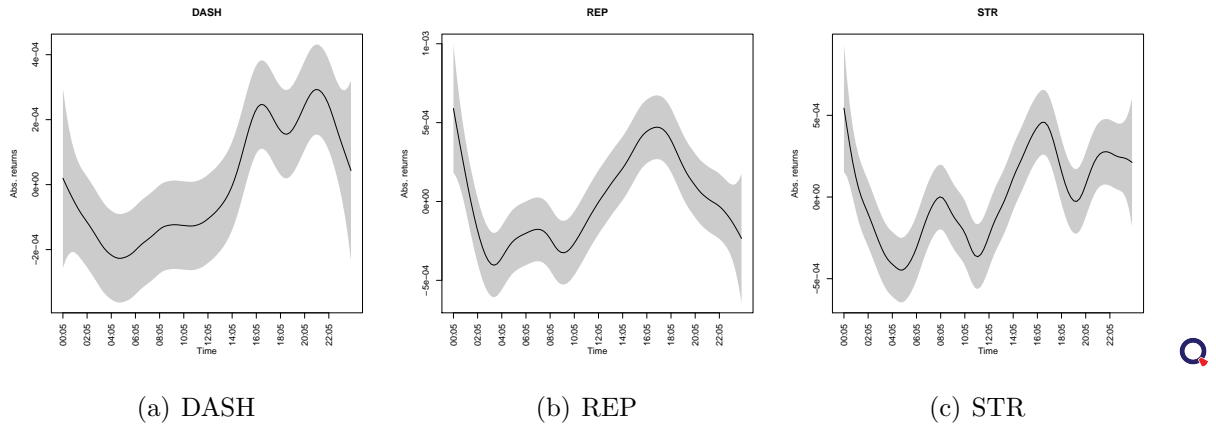 DASH
REP
STR
Abs. returns
4e−04
2e−04
0e+00
−2e−04
00:05
02:05
04:05
06:05
08:05
10:05
12:05
14:05
16:05
18:05
20:05
22:05
Time
Abs. returns
1e−03
5e−04
0e+00
−5e−04
00:05
02:05
04:05
06:05
08:05
10:05
12:05
14:05
16:05
18:05
20:05
22:05
Time
Abs. returns
5e−04
0e+00
−5e−04
00:05
02:05
04:05
06:05
08:05
10:05
12:05
14:05
16:05
18:05
20:05
22:05
Time
(a) DASH
(b) REP
(c) STR